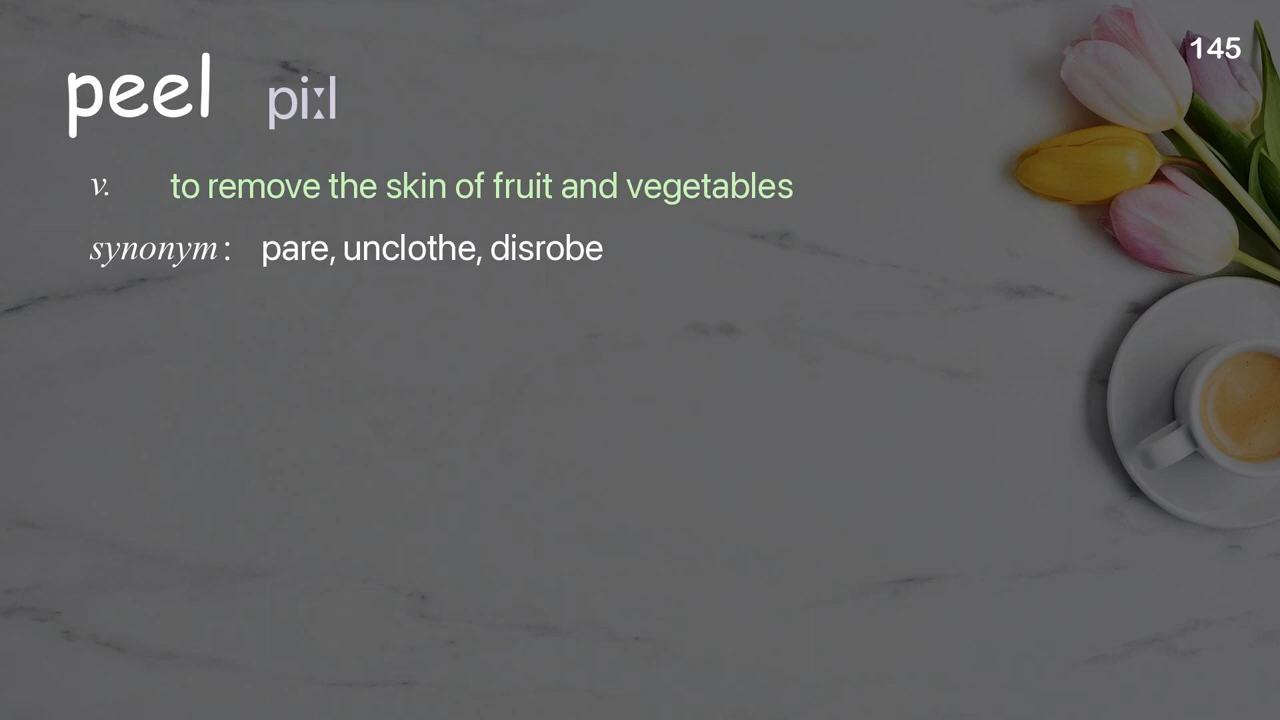 145
peel piːl
v. to remove the skin of fruit and vegetables
synonym : pare, unclothe, disrobe